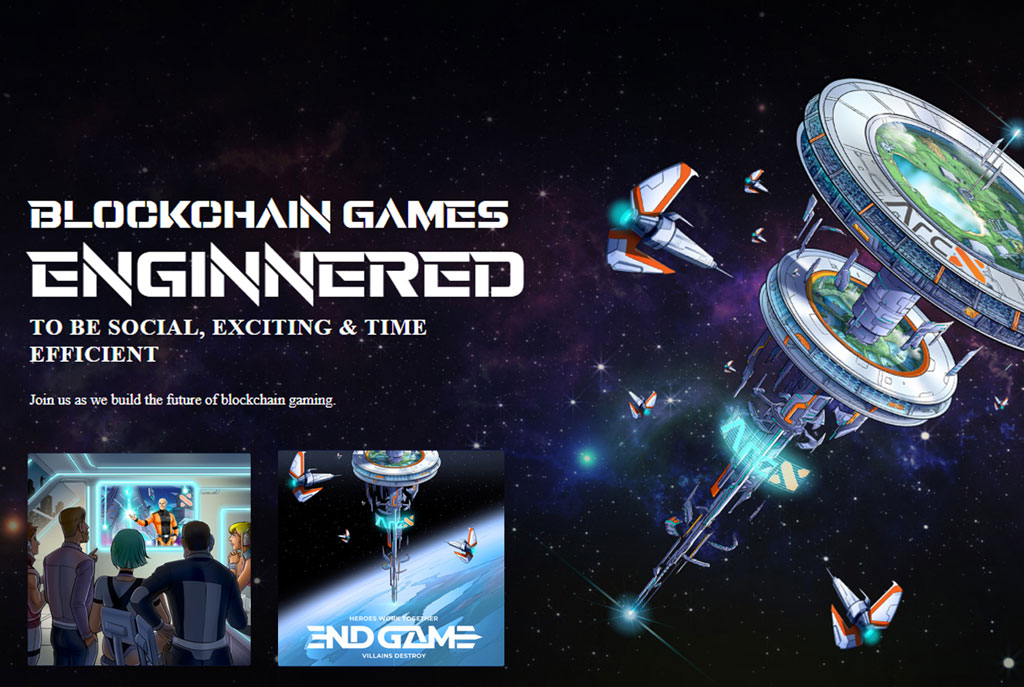 BLOCKCHAIN GAMES
ENGINNERED
TO BE SOCIAL, EXCITING & TIME
EFFICIENT
Join us as we build the future of blockchain gaming.
Arc
HEROES WORK TOGETHER
END GAME
VILLAINS DESTROY